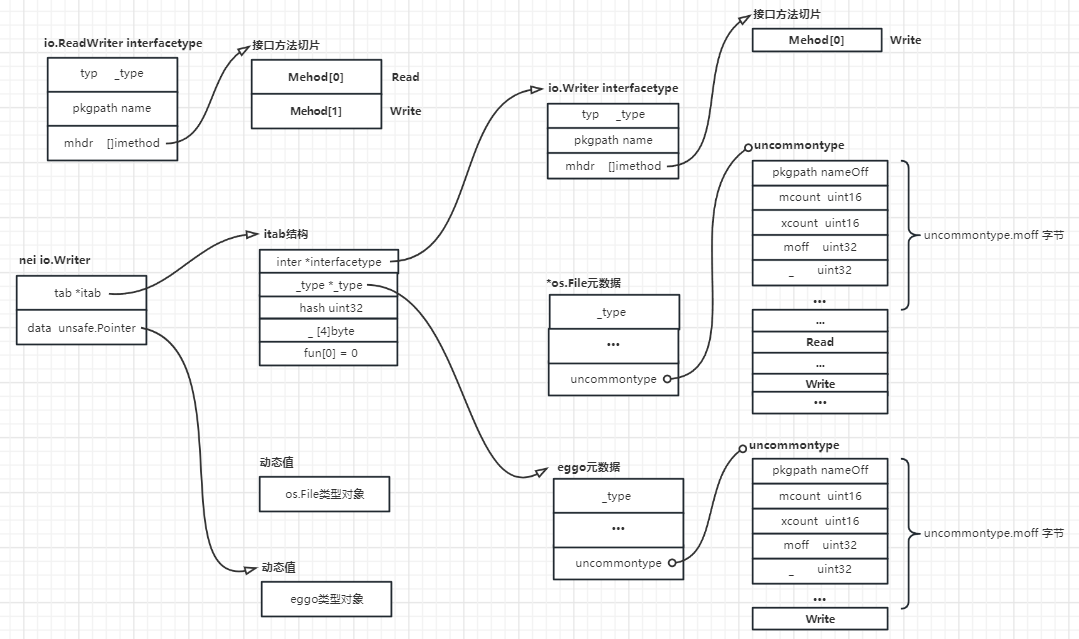 io.ReadWriter interfacetype
typ _type
pkgpath name
mhdr []imethod
接口方法切片
Mehod[0]
Read
Mehod[1]
Write
io.Writer interfacetype
typ _type
pkgpath name
mhdr []imethod
接口方法切片
Mehod[0]
Write
nei io.Writer
tab *itab
data unsafe.Pointer
itab结构
inter *interfacetype
_type *_type
hash uint32
_ [4]byte
fun[0] = 0
*os.File元数据
_type
...
uncommontype
uncommontype
pkgpath nameOff
mcount uint16
xcount uint16
moff uint32
_ uint32
...
uncommontype.moff 字节
...
Read
...
Write
...
动态值
os.File类型对象
动态值
eggo类型对象
eggo元数据
_type
...
uncommontype
uncommontype
pkgpath nameOff
mcount uint16
xcount uint16
moff uint32
_ uint32
...
uncommontype.moff 字节
Write